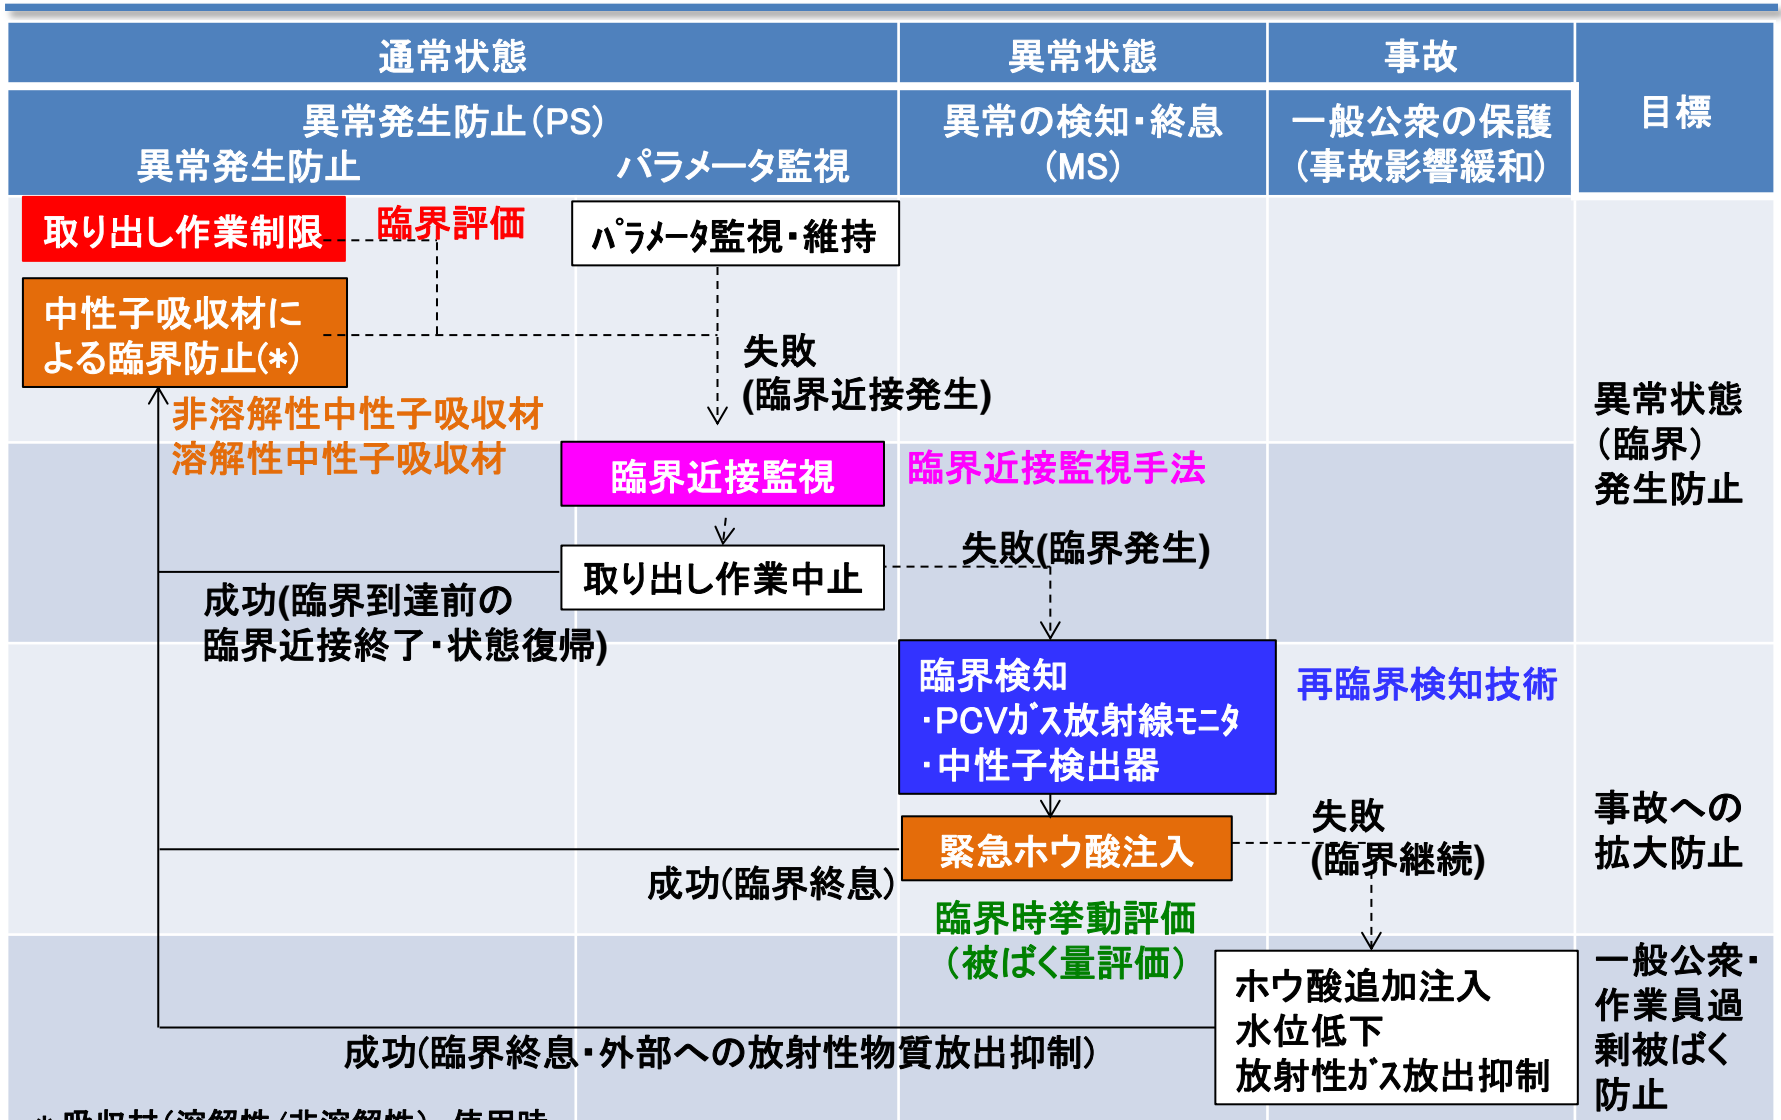 通常状態
異常状態
事故
目標
異常発生防止(PS)
異常発生防止
パラメータ監視
異常の検知・終息
(MS)
一般公衆の保護
(事故影響緩和)
取り出し作業制限
臨界評価
ﾊﾟﾗﾒｰﾀ監視・維持
中性子吸収材に
よる臨界防止(*)
失敗
(臨界近接発生)
非溶解性中性子吸収材
溶解性中性子吸収材
異常状態
（臨界）
発生防止
臨界近接監視
臨界近接監視手法
取り出し作業中止
失敗(臨界発生)
成功(臨界到達前の
臨界近接終了・状態復帰)
臨界検知
・PCVｶﾞｽ放射線ﾓﾆﾀ
・中性子検出器
再臨界検知技術
緊急ホウ酸注入
失敗
(臨界継続)
事故への
拡大防止
成功(臨界終息)
臨界時挙動評価
（被ばく量評価）
ホウ酸追加注入
水位低下
放射性ｶﾞｽ放出抑制
一般公衆・
作業員過
剰被ばく
防止
成功(臨界終息・外部への放射性物質放出抑制)
* 吸収材(溶解性/非溶解性) 使用時